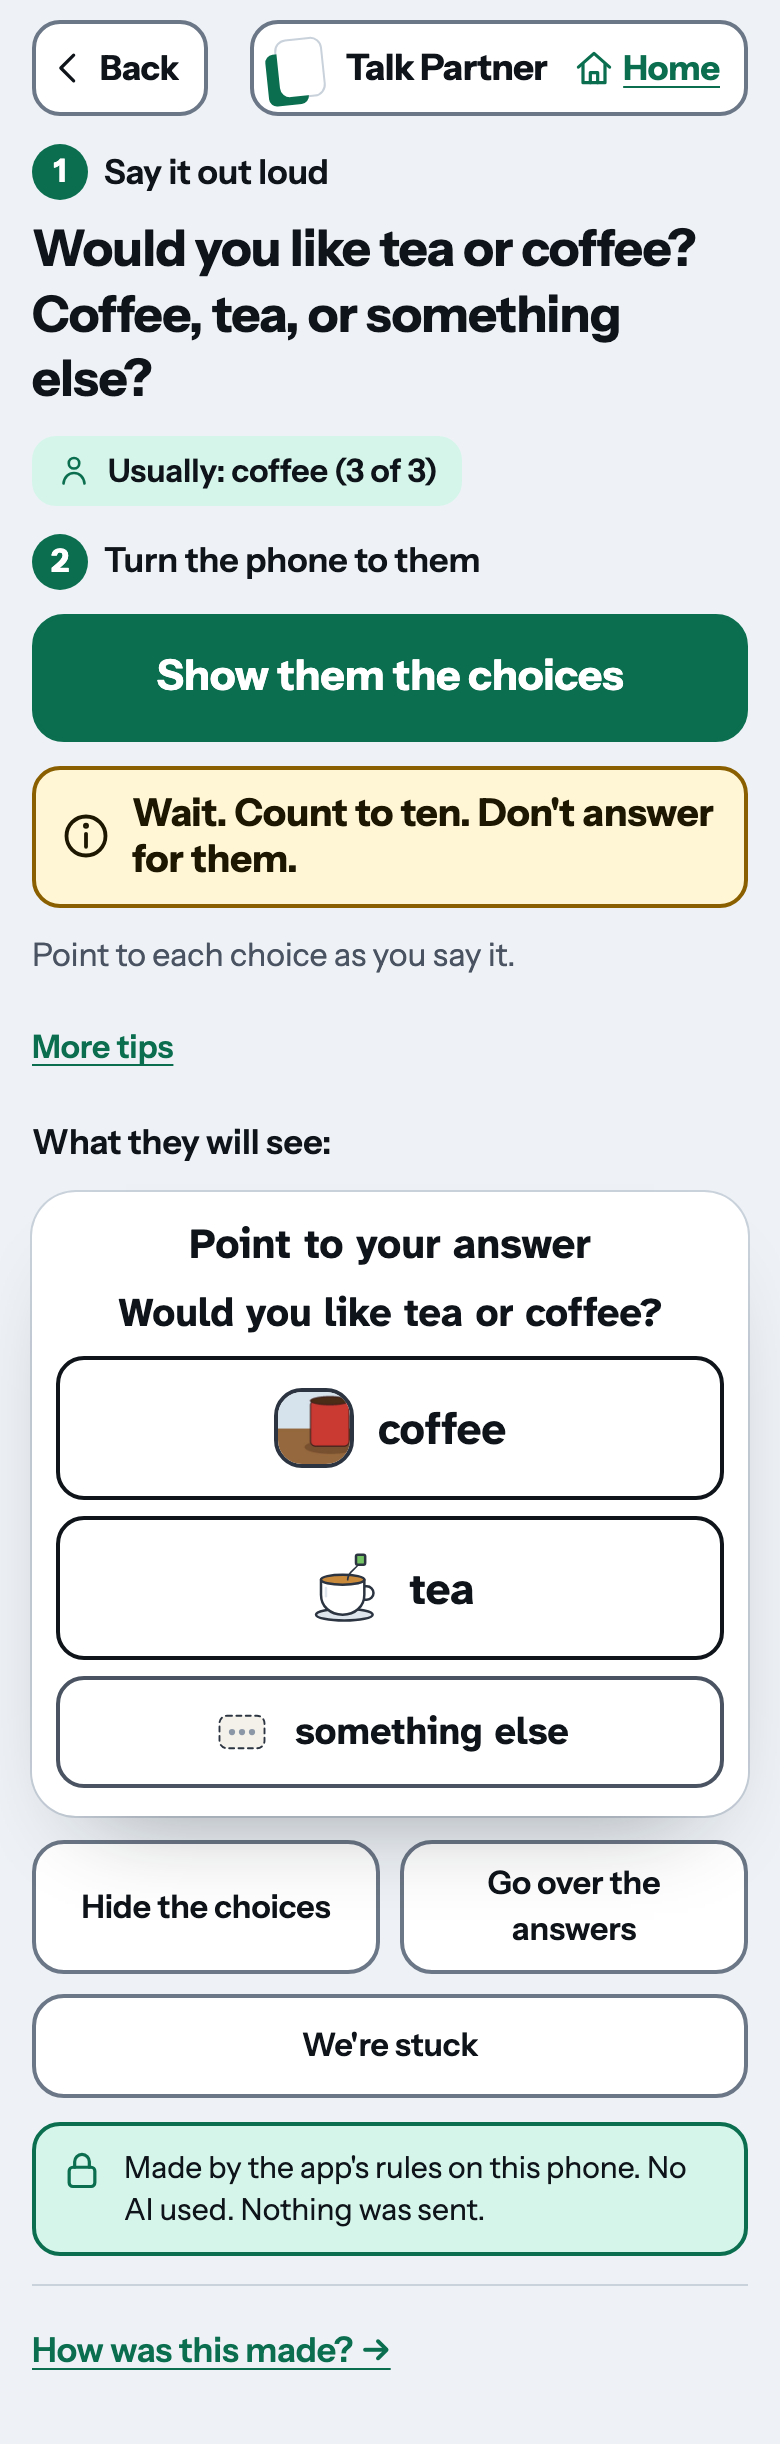 Back
Talk Partner
Home
1 Say it out loud
Would you like tea or coffee?
Coffee, tea, or something
else?
Usually: coffee (3 of 3)
2 Turn the phone to them
Show them the choices
Wait. Count to ten. Don't answer
for them.
Point to each choice as you say it.
More tips
What they will see:
Point to your answer
Would you like tea or coffee?
coffee
tea
something else
Hide the choices
Go over the
answers
We're stuck
Made by the app's rules on this phone. No
AI used. Nothing was sent.
How was this made? →